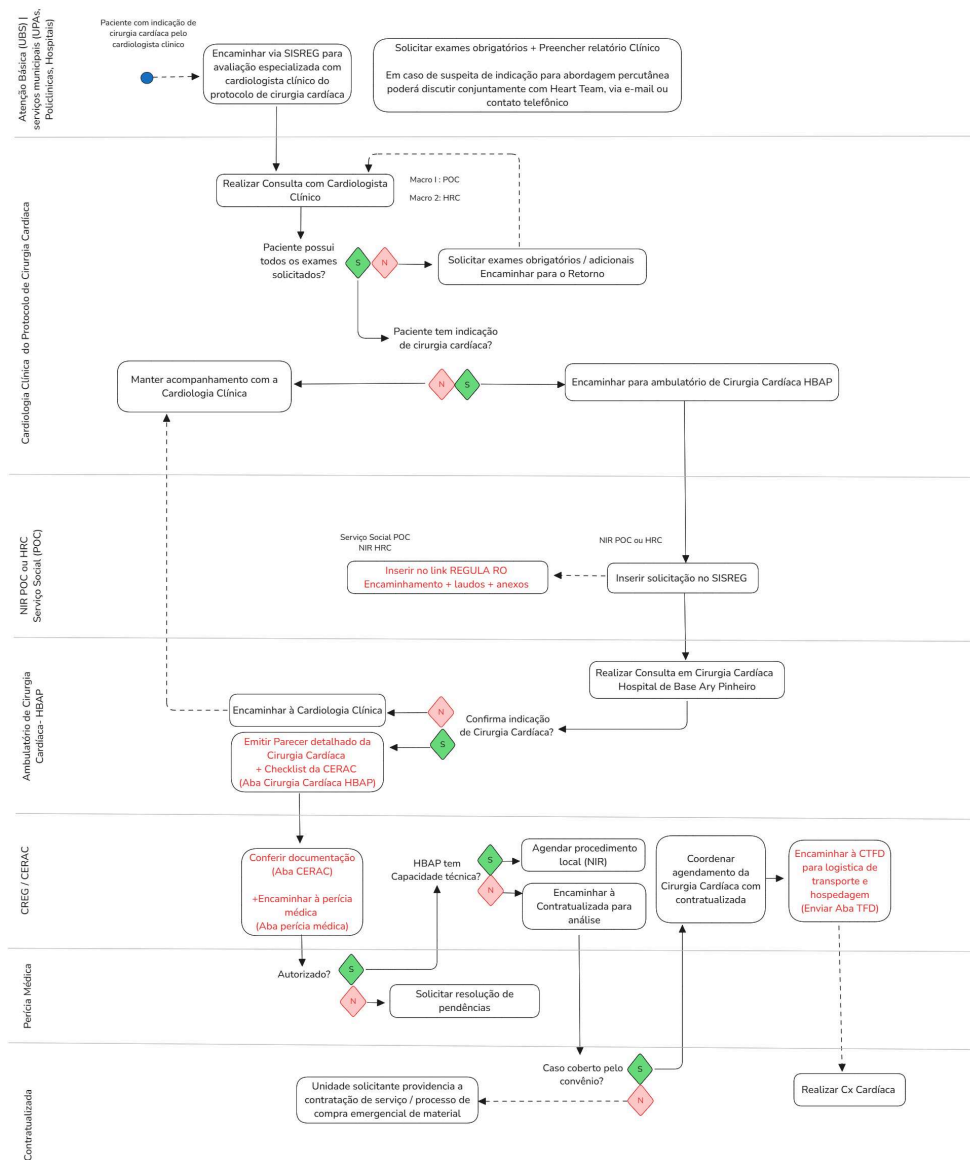 Atenção Básica (UBS) |
serviços municipais (UPAs,
Policlinicas, Hospitais)
Paciente com indicação de
cirurgia cardíaca pelo
cardiologista clinico
Encaminhar via SISREG para
avaliação especializada com
cardiologista clínico do
protocolo de cirurgia cardíaca
Solicitar exames obrigatórios + Preencher relatório Clínico
Em caso de suspeita de indicação para abordagem percutânea
poderá discutir conjuntamente com Heart Team, via e-mail ou
contato telefônico
Cardiologia Clínica do Protocolo de Cirurgia Cardíaca
Realizar Consulta com Cardiologista
Clínico
Macro I : POC
Macro 2: HRC
Paciente possui
todos os exames
solicitados?
S
N
Solicitar exames obrigatórios / adicionais
Encaminhar para o Retorno
Paciente tem indicação
de cirurgia cardíaca?
Manter acompanhamento com a
Cardiologia Clínica
N
S
Encaminhar para ambulatório de Cirurgia Cardíaca HBAP
NIR POC ou HRC
Serviço Social (POC)
Serviço Social POC
NIR HRC
NIR POC ou HRC
Inserir no link REGULA RO
Encaminhamento + laudos + anexos
Inserir solicitação no SISREG
Ambulatório de Cirurgia
Cardíaca- HBAP
Realizar Consulta em Cirurgia Cardíaca
Hospital de Base Ary Pinheiro
Encaminhar à Cardiologia Clínica
N
Confirma indicação
de Cirurgia Cardíaca?
S
Emitir Parecer detalhado da
Cirurgia Cardíaca
+ Checklist da CERAC
(Aba Cirurgia Cardíaca HBAP)
CREG / CERAC
Conferir documentação
(Aba CERAC)
+Encaminhar à perícia
médica
(Aba perícia médica)
HBAP tem
Capacidade técnica?
S
N
Agendar procedimento
local (NIR)
Encaminhar à
Contratualizada para
análise
Coordenar
agendamento da
Cirurgia Cardíaca com
contratualizada
Encaminhar à CTFD
para logistica de
transporte e
hospedagem
(Enviar Aba TFD)
Perícia Médica
Autorizado?
S
N
Solicitar resolução de
pendências
Contratualizada
Caso coberto pelo
convênio?
S
N
Unidade solicitante providencia a
contratação de serviço / processo de
compra emergencial de material
Realizar Cx Cardíaca